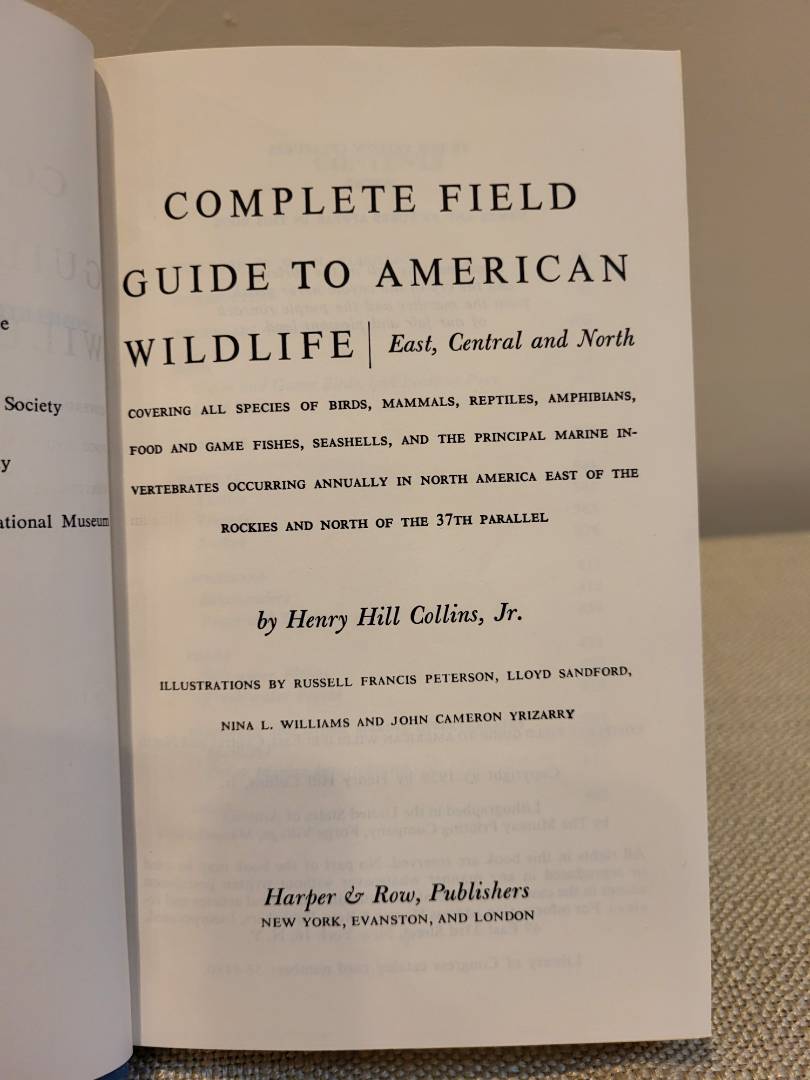 e
Society
y
ational Museum
COMPLETE FIELD
GUIDE TO AMERICAN
WILDLIFE | East, Central and North
COVERING ALL SPECIES OF BIRDS, MAMMALS, REPTILES, AMPHIBIANS,
FOOD AND GAME FISHES, SEASHELLS, AND THE PRINCIPAL MARINE IN-
VERTEBRATES OCCURRING ANNUALLY IN NORTH AMERICA EAST OF THE
ROCKIES AND NORTH OF THE 37TH PARALLEL
by Henry Hill Collins, Jr.
ILLUSTRATIONS BY RUSSELL FRANCIS PETERSON, LLOYD SANDFORD,
NINA L. WILLIAMS AND JOHN CAMERON YRIZARRY
Harper & Row, Publishers
NEW YORK, EVANSTON, AND LONDON